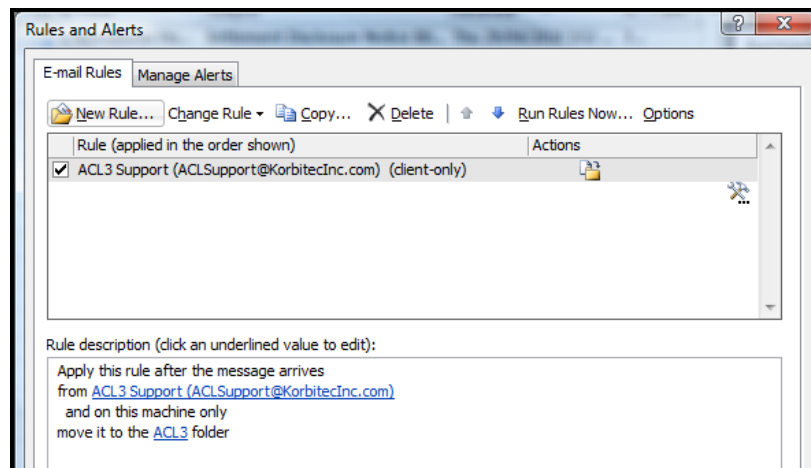 Rules and Alerts
E-mail Rules Manage Alerts
New Rule... Change Rule Copy... Delete Run Rules Now... Options
Rule (applied in the order shown) Actions
ACL3 Support (ACLSupport@KorbitecInc.com) (client-only)
Rule description (click an underlined value to edit):
Apply this rule after the message arrives
from ACL3 Support (ACLSupport@KorbitecInc.com)
and on this machine only
move it to the ACL3 folder